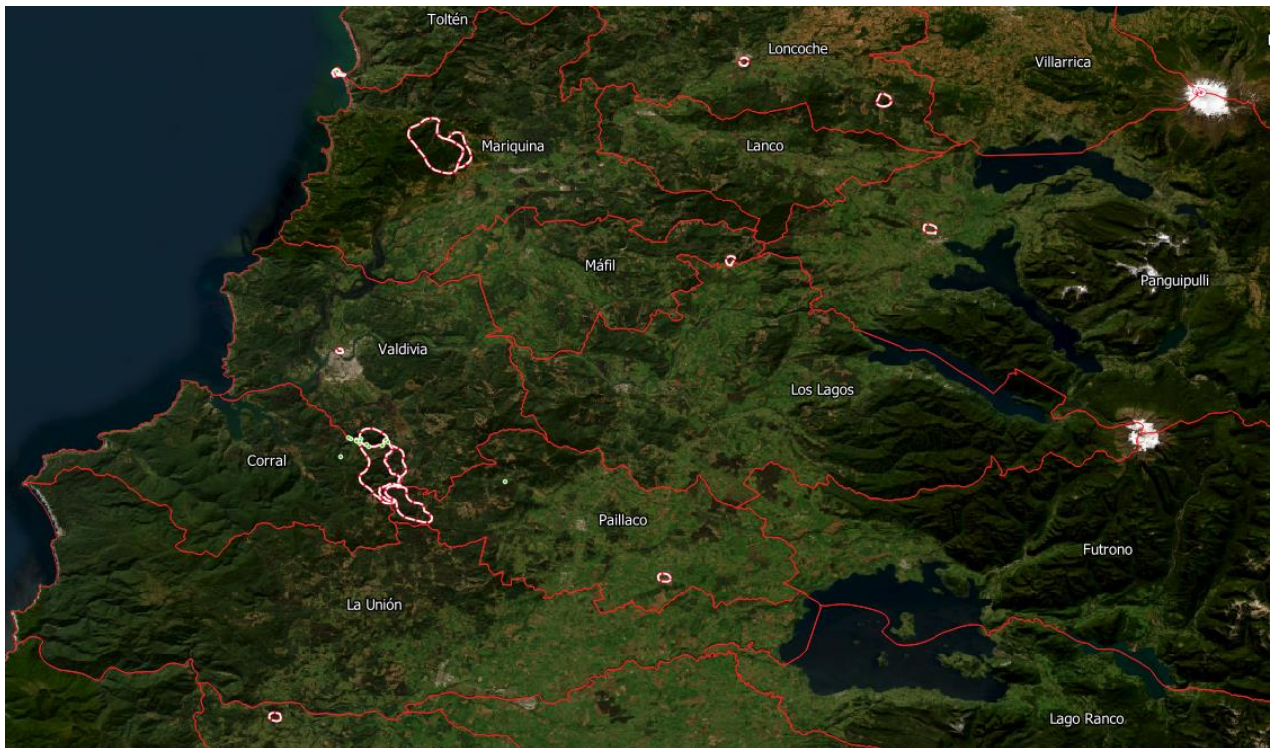 Toltén
Loncoche
Villarrica
Mariquina
Lanco
Máfil
Panguipulli
Valdivia
Los Lagos
Corral
Paillaco
Futrono
La Unión
Lago Ranco